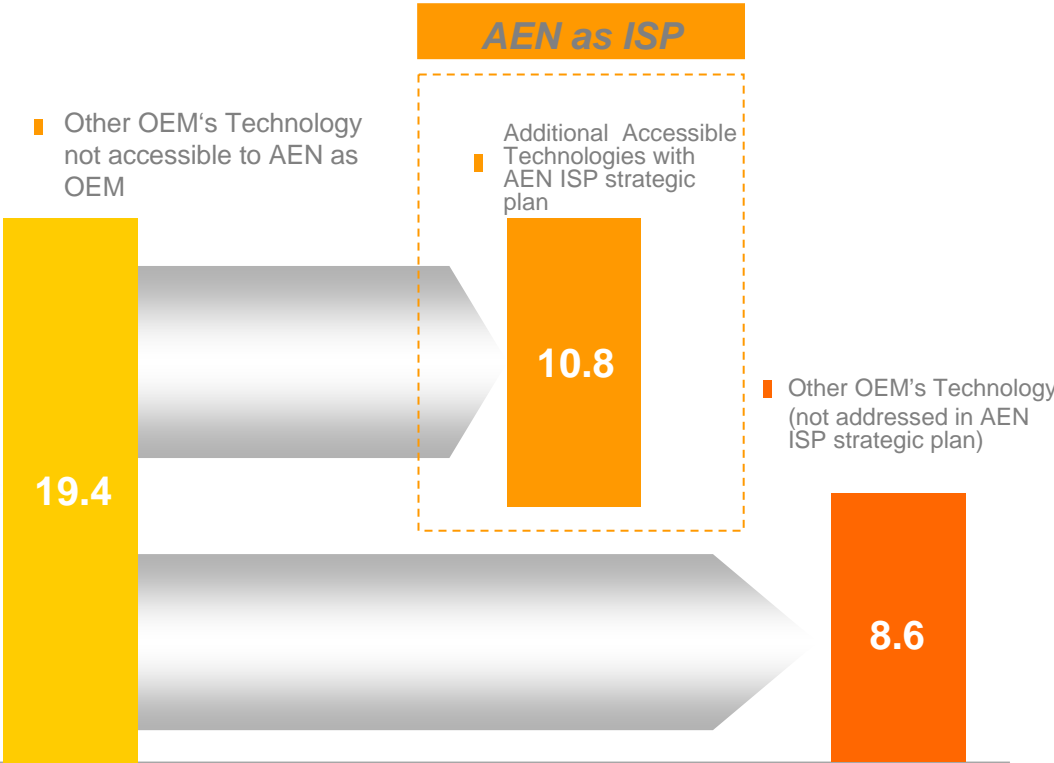 AEN as ISP
Other OEM‘s Technology
not accessible to AEN as
OEM
Additional Accessible
Technologies with
AEN ISP strategic
plan
10.8
Other OEM’s Technology
(not addressed in AEN
ISP strategic plan)
19.4
8.6